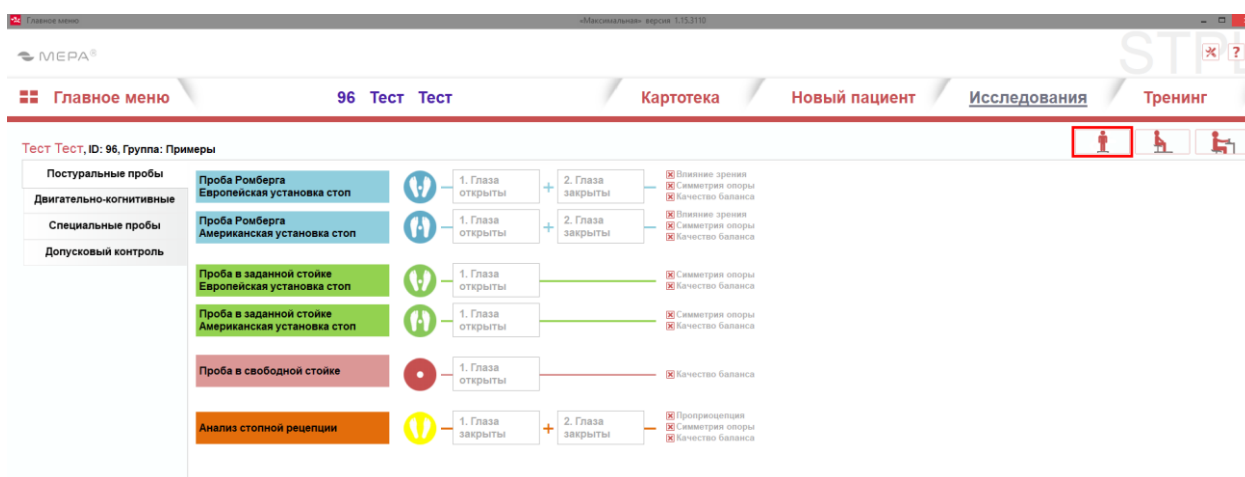 Главное меню
«Максимальная» версия 1.15.3110
МЕРА®
STPL
?
Главное меню
96 Тест Тест
Картотека
Новый пациент
Исследования
Тренинг
Тест Тест, ID: 96, Группа: Примеры
Постуральные пробы
Двигательно-когнитивные
Специальные пробы
Допусковый контроль
Проба Ромберга
Европейская установка стоп
1. Глаза
открыты
+
2. Глаза
закрыты
Влияние зрения
Симметрия опоры
Качество баланса
Проба Ромберга
Американская установка стоп
1. Глаза
открыты
+
2. Глаза
закрыты
Влияние зрения
Симметрия опоры
Качество баланса
Проба в заданной стойке
Европейская установка стоп
1. Глаза
открыты
Симметрия опоры
Качество баланса
Проба в заданной стойке
Американская установка стоп
1. Глаза
открыты
Симметрия опоры
Качество баланса
Проба в свободной стойке
1. Глаза
открыты
Качество баланса
Анализ стопной рецепции
1. Глаза
закрыты
+
2. Глаза
закрыты
Проприоцепция
Симметрия опоры
Качество баланса